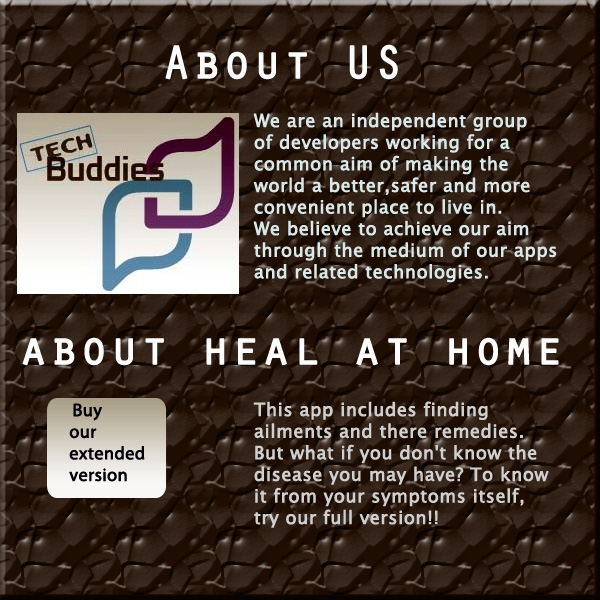 About US
TECH
Buddies
We are an independent group
of developers working for a
common aim of making the
world a better,safer and more
convenient place to live in.
We believe to achieve our aim
through the medium of our apps
and related technologies.
ABOUT HEAL AT HOME
Buy
our
extended
version
This app includes finding
ailments and there remedies.
But what if you don't know the
disease you may have? To know
it from your symptoms itself,
try our full version!!